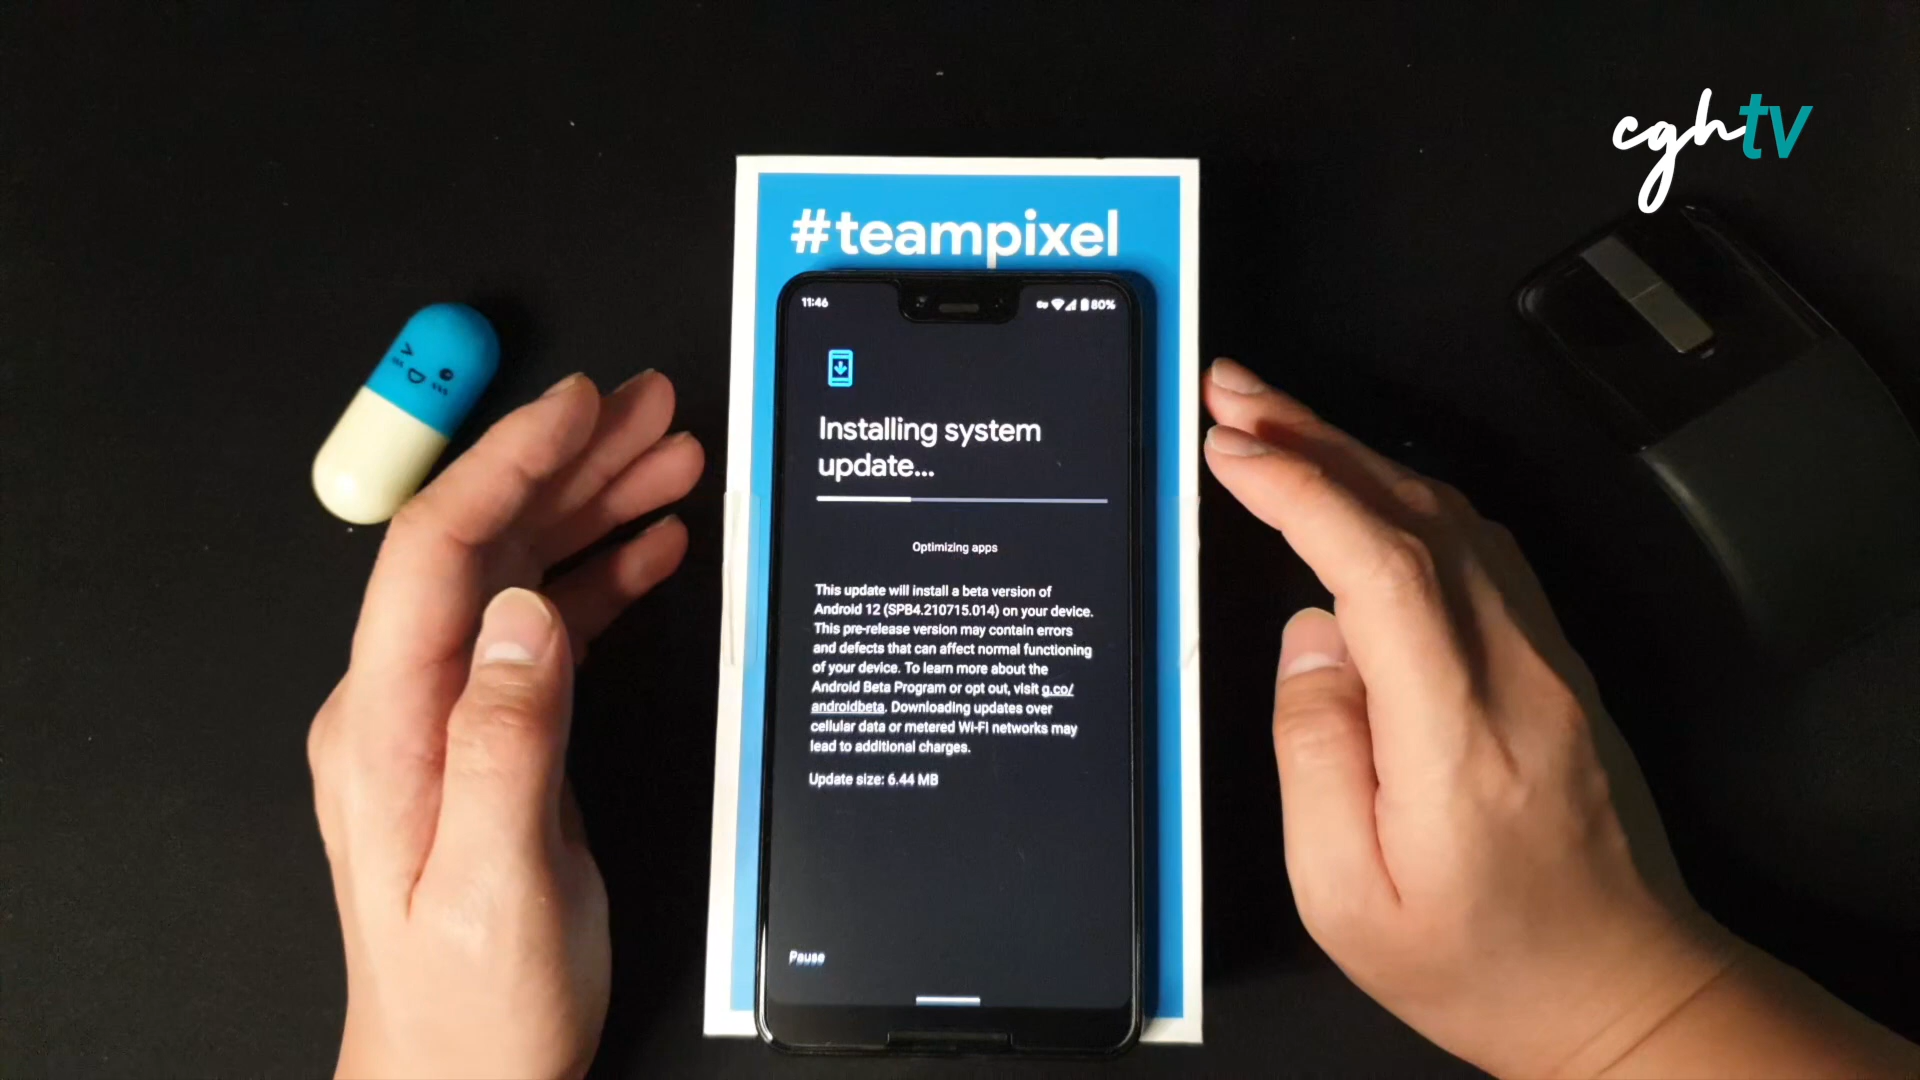 cghtv
#teampixel
11:46
80%
Installing system
update...
Optimizing apps
This update will install a beta version of
Android 12 (SPB4.210715.014) on your device.
This pre-release version may contain errors
and defects that can affect normal functioning
of your device. To learn more about the
Android Beta Program or opt out, visit g.co/
androidbeta. Downloading updates over
cellular data or metered Wi-Fi networks may
lead to additional charges.
Update size: 6.44 MB
Pause